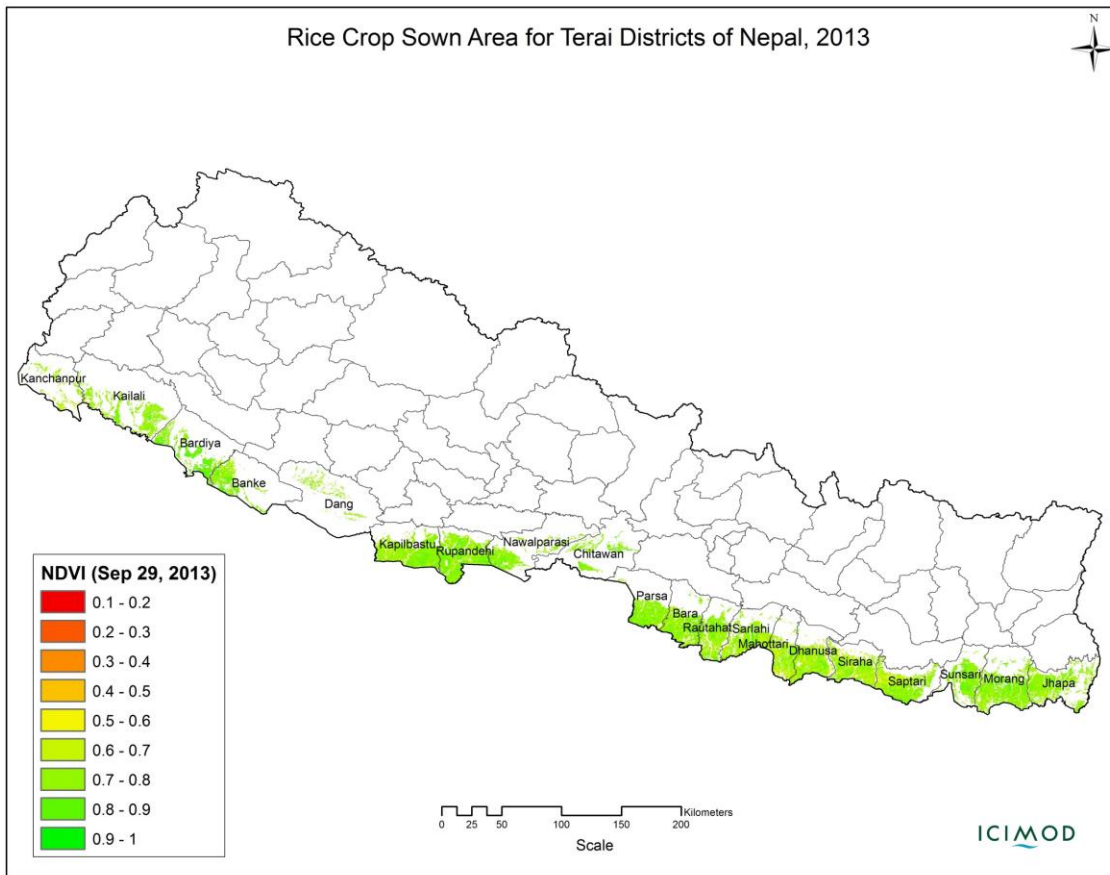 Rice Crop Sown Area for Terai Districts of Nepal, 2013
N
Kanchanpur
Kailali
Bardiya
Banke
Dang
Kapilbastu
Rupandehi
Nawalparasi
Chitawan
Parsa
Bara
Rautahat
Sarlahi
Mahottari
Dhanusa
Siraha
Saptari
Sunsari
Morang
Jhapa
NDVI (Sep 29, 2013)
0.1 - 0.2
0.2 - 0.3
0.3 - 0.4
0.4 - 0.5
0.5 - 0.6
0.6 - 0.7
0.7 - 0.8
0.8 - 0.9
0.9 - 1
Kilometers
0 25 50 100 150 200
Scale
ICIMOD